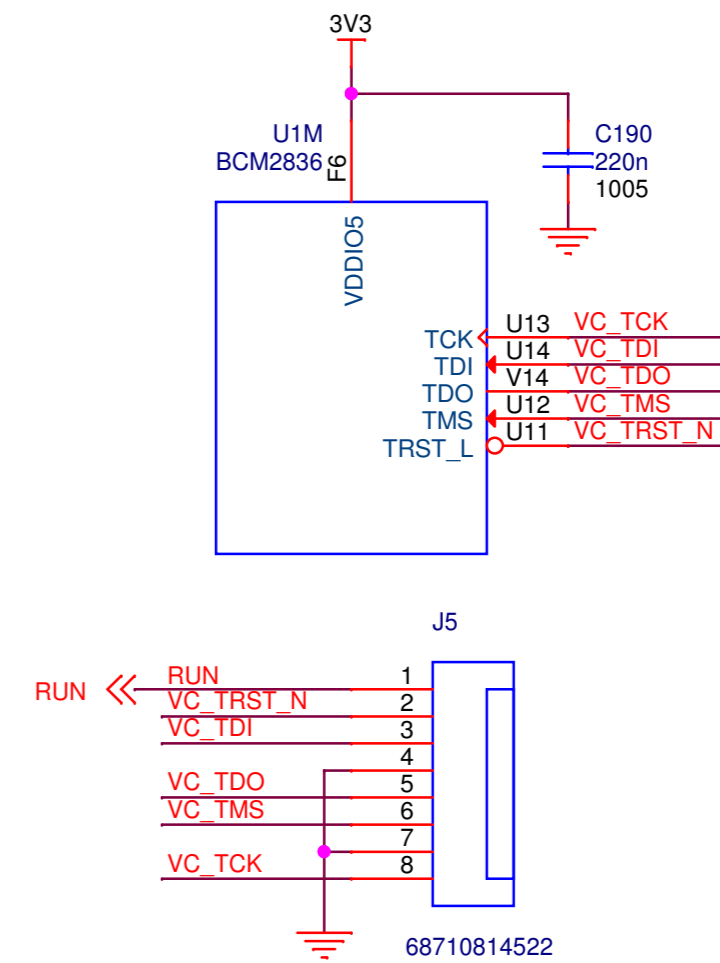 3V3
U1M
BCM2836
F6
C190
220n
1005
VDDIO5
TCK U13 VC_TCK
TDI U14 VC_TDI
TDO V14 VC_TDO
TMS U12 VC_TMS
TRST_L U11 VC_TRST_N
J5
RUN RUN 1
VC_TRST_N 2
VC_TDI 3
4
VC_TDO 5
VC_TMS 6
7
VC_TCK 8
68710814522